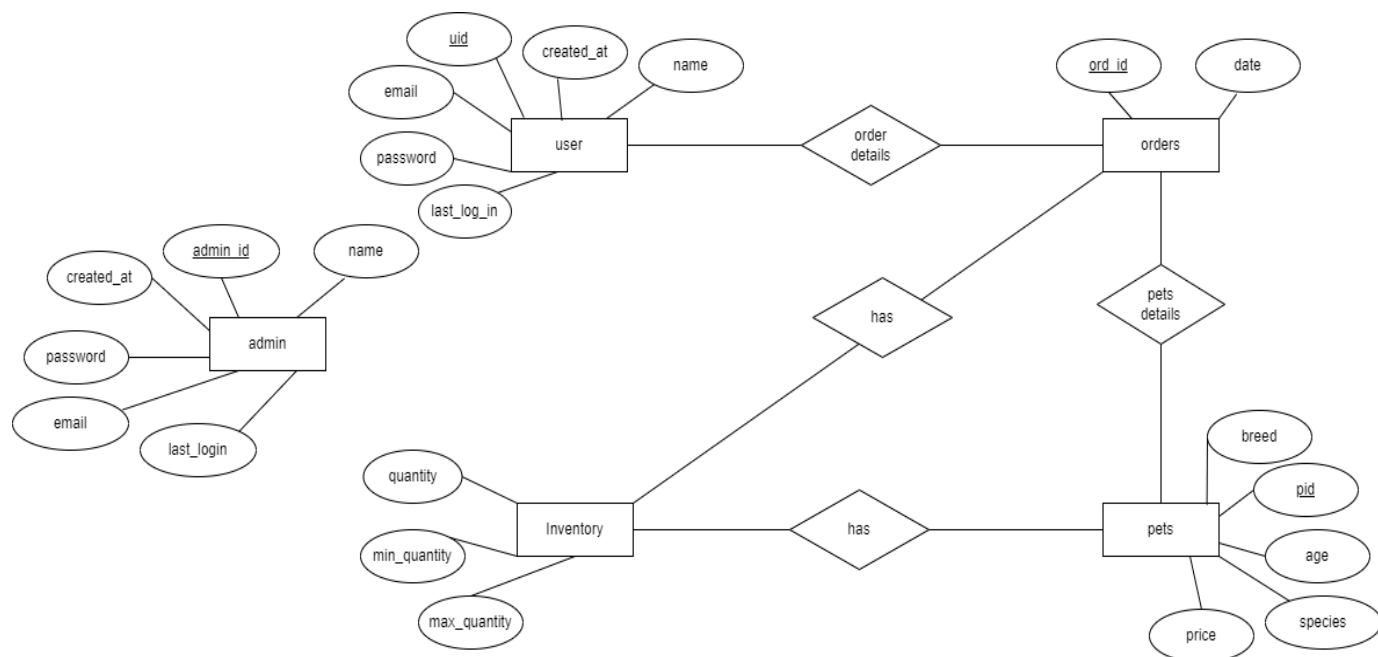 uid
created_at
name
email
user
password
last_log_in
order
details
ord_id
date
orders
admin_id
name
created_at
admin
password
email
last_login
has
pets
details
quantity
Inventory
min_quantity
max_quantity
has
breed
pid
pets
age
species
price